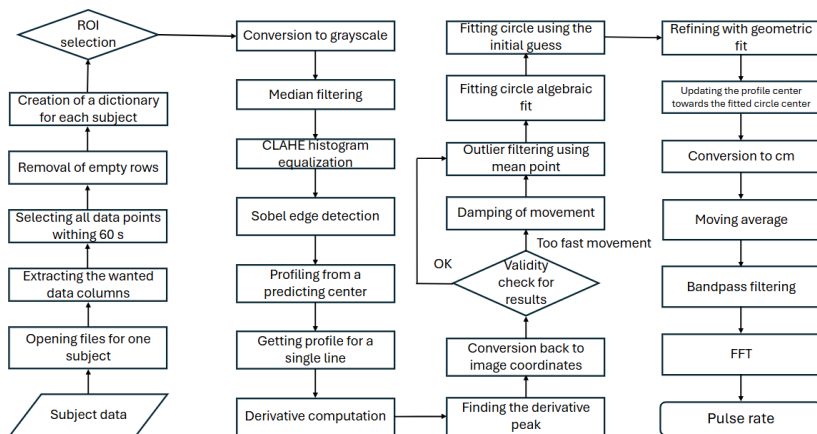 Subject data
Opening files for one
subject
Extracting the wanted
data columns
Selecting all data points
withing 60 s
Removal of empty rows
Creation of a dictionary
for each subject
ROI
selection
Conversion to grayscale
Median filtering
CLAHE histogram
equalization
Sobel edge detection
Profiling from a
predicting center
Getting profile for a
single line
Derivative computation
Finding the derivative
peak
Conversion back to
image coordinates
Validity
check for
results
OK
Too fast movement
Damping of movement
Outlier filtering using
mean point
Fitting circle algebraic
fit
Fitting circle using the
initial guess
Refining with geometric
fit
Updating the profile center
towards the fitted circle center
Conversion to cm
Moving average
Bandpass filtering
FFT
Pulse rate